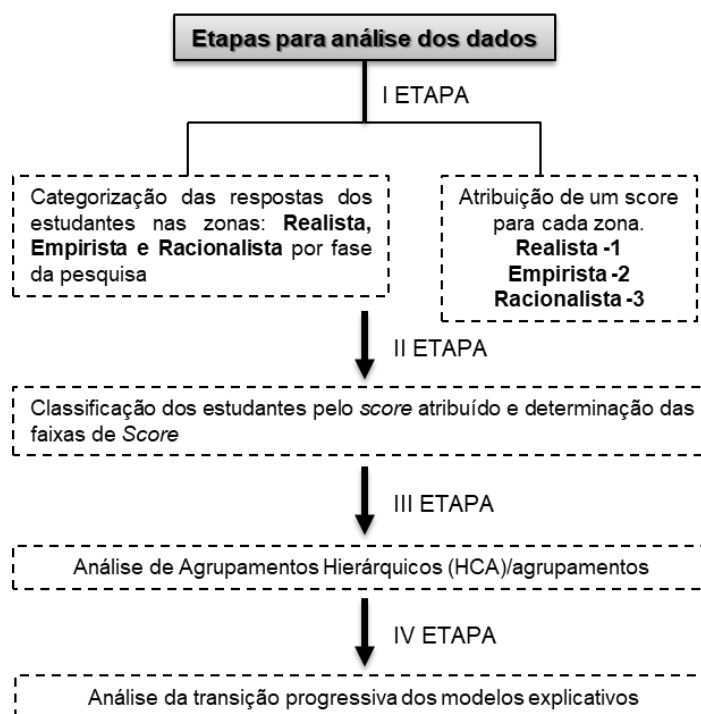 Etapas para análise dos dados
I ETAPA
Categorização das respostas dos
estudantes nas zonas: Realista,
Empirista e Racionalista por fase
da pesquisa
Atribuição de um score
para cada zona.
Realista -1
Empirista -2
Racionalista -3
II ETAPA
Classificação dos estudantes pelo score atribuído e determinação das
faixas de Score
III ETAPA
Análise de Agrupamentos Hierárquicos (HCA)/agrupamentos
IV ETAPA
Análise da transição progressiva dos modelos explicativos